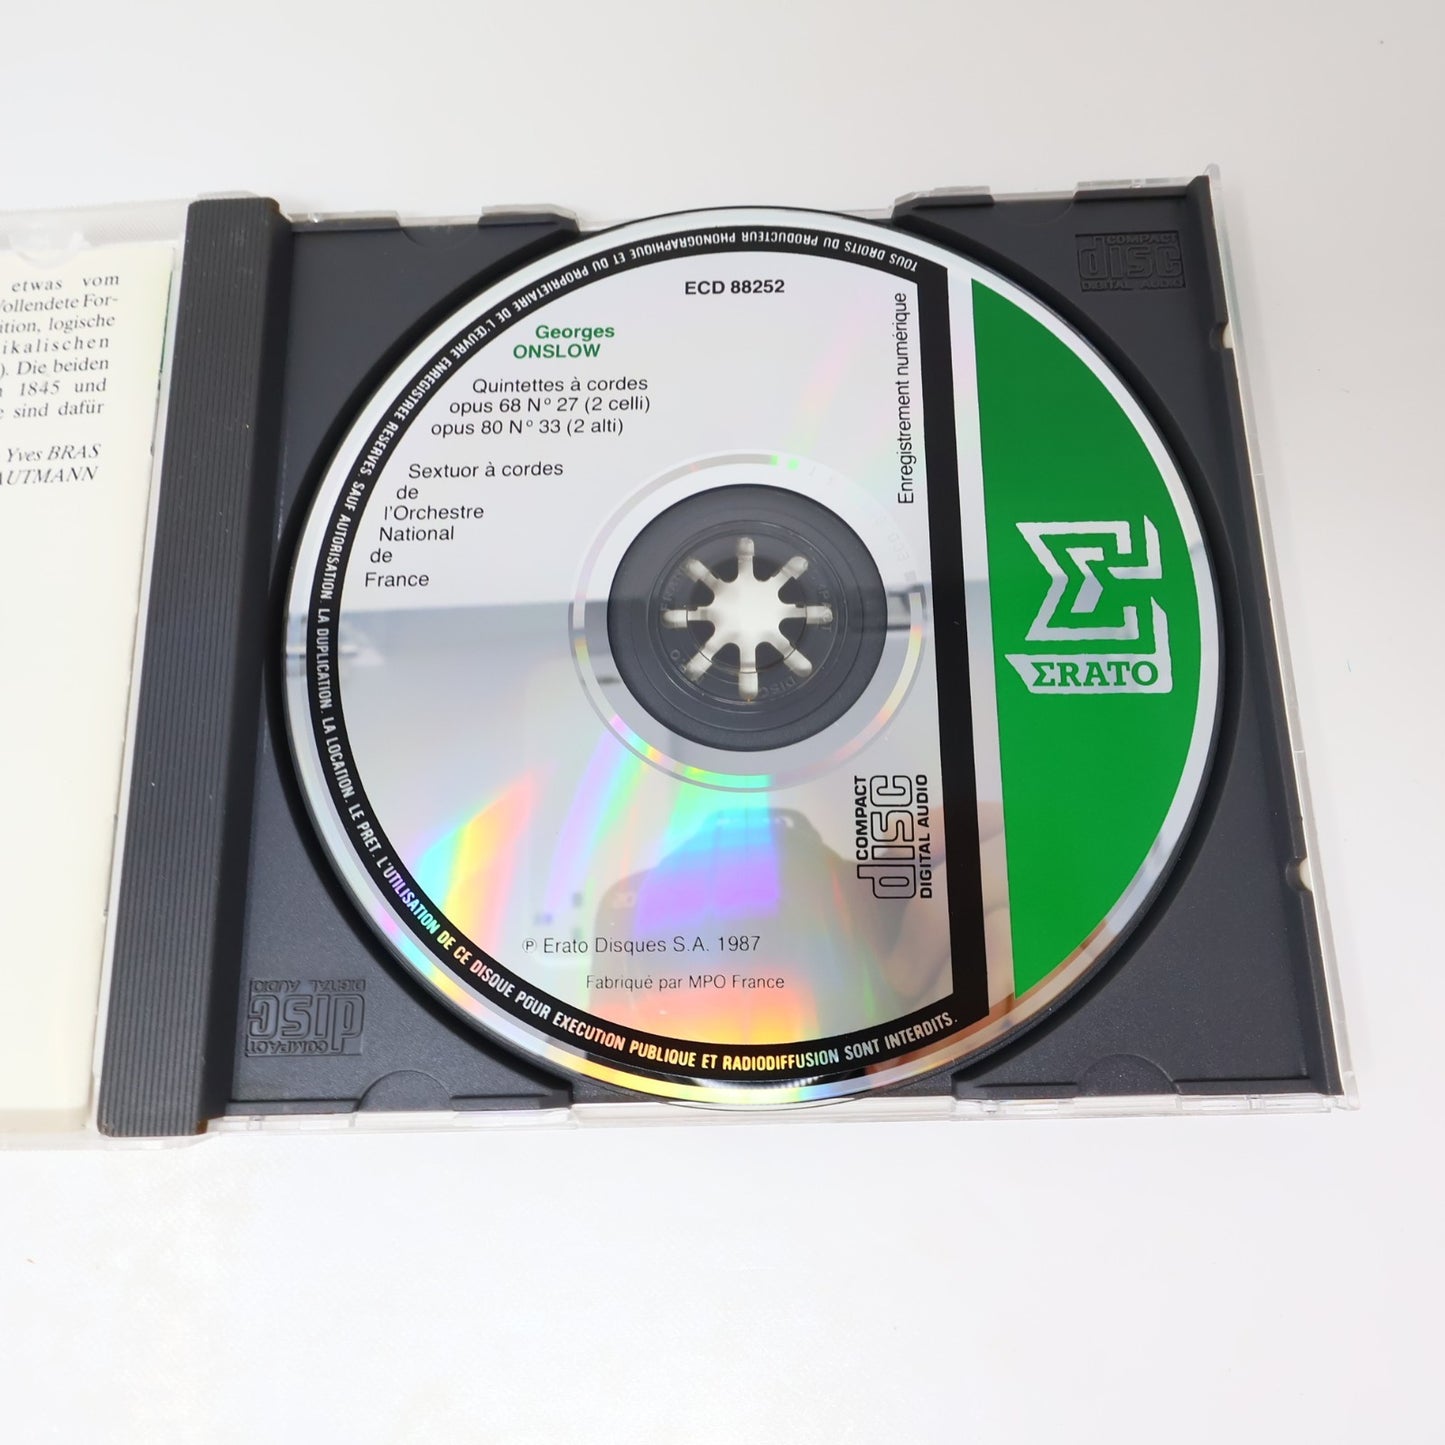 etwas vom
Vollendete For-
ition, logische
ikalischen
). Die beiden
1845 und
e sind dafür
Yves BRAS
AUTMANN
TOUS DROITS DU PRODUCTEUR PHONOGRAPHIQUE ET DU PROPRIETAIRE DE L'ŒUVRE ENREGISTREE RESERVES. SAUF AUTORISATION. LA DUPLICATION. LA LOCATION. LE PRET. L'UTILISATION DE CE DISQUE POUR EXECUTION PUBLIQUE ET RADIODIFFUSION SONT INTERDITS.
ECD 88252
Georges
ONSLOW
Quintettes à cordes
opus 68 N° 27 (2 celli)
opus 80 N° 33 (2 alti)
Sextuor à cordes
de
l'Orchestre
National
de
France
Enregistrement numérique
ΣRATO
COMPACT
disc
DIGITAL AUDIO
℗ Erato Disques S.A. 1987
Fabriqué par MPO France
COMPACT
disc
DIGITAL AUDIO
COMPACT
disc
DIGITAL AUDIO